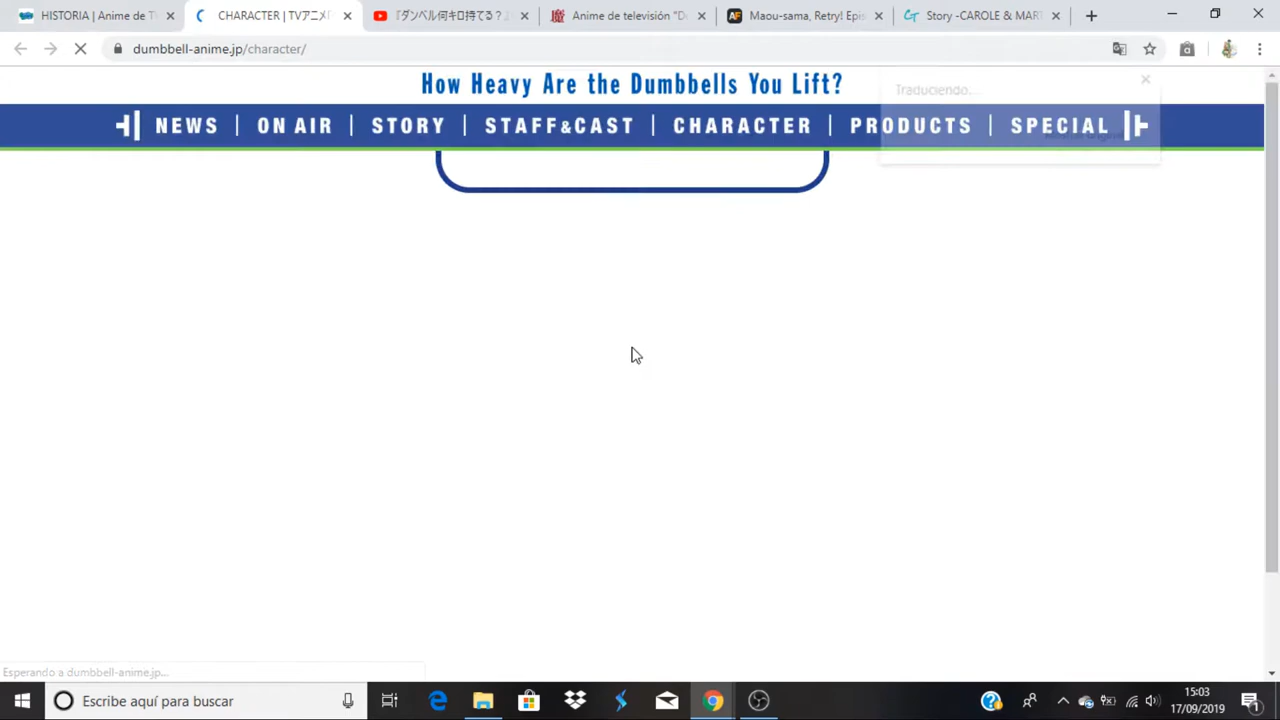 HISTORIA | Anime de T
CHARACTER | TVアニメ「
『ダンベル何キロ持てる？』
Anime de televisión "De
Maou-sama, Retry! Epis
Story -CAROLE & MAR
dumbbell-anime.jp/character/
How Heavy Are the Dumbbells You Lift?
Traduciendo...
NEWS | ON AIR | STORY | STAFF&CAST | CHARACTER | PRODUCTS | SPECIAL
Esperando a dumbbell-anime.jp...
Escribe aquí para buscar
15:03
17/09/2019
1